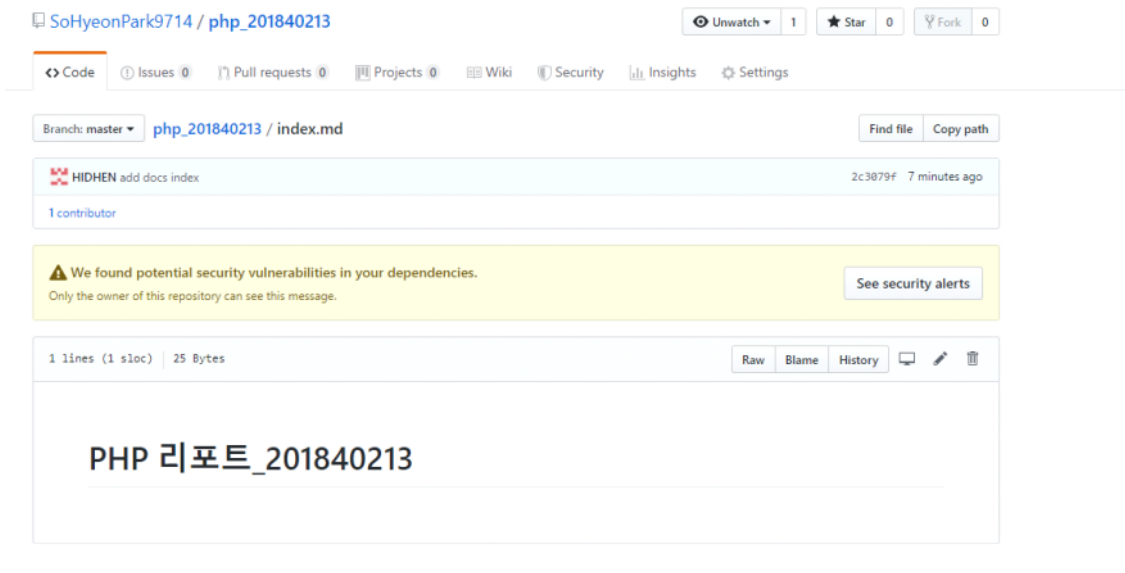 SoHyeonPark9714 / php_201840213
Unwatch 1 Star 0 Fork 0
Code Issues 0 Pull requests 0 Projects 0 Wiki Security Insights Settings
Branch: master php_201840213 / index.md Find file Copy path
HIDHEN add docs index 2c3079f 7 minutes ago
1 contributor
We found potential security vulnerabilities in your dependencies.
Only the owner of this repository can see this message.
See security alerts
1 lines (1 sloc) 25 Bytes Raw Blame History
PHP 리포트_201840213